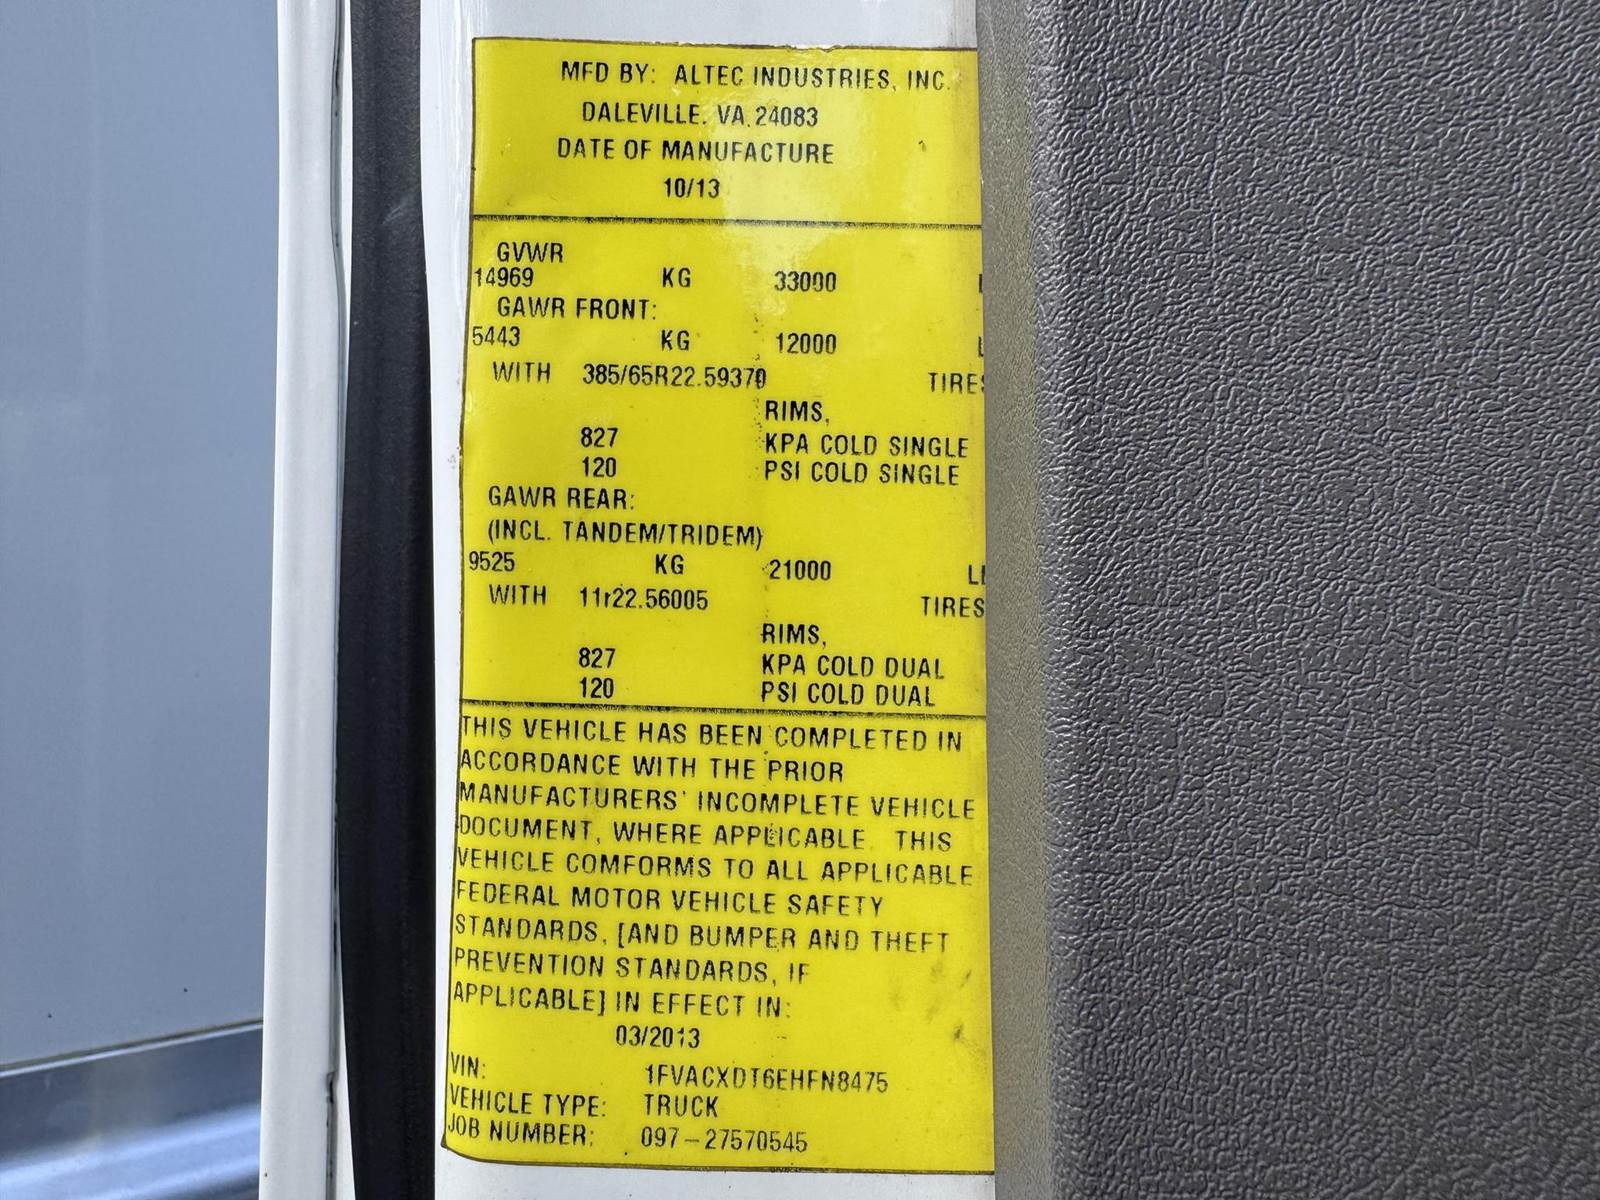 MFD BY: ALTEC INDUSTRIES, INC.
DALEVILLE, VA 24083
DATE OF MANUFACTURE
10/13
GVWR
14969 KG 33000
GAWR FRONT:
5443 KG 12000
WITH 385/65R22.59370 TIRES
RIMS,
827 KPA COLD SINGLE
120 PSI COLD SINGLE
GAWR REAR:
(INCL. TANDEM/TRIDEM)
9525 KG 21000
WITH 11r22.56005 TIRES
RIMS,
827 KPA COLD DUAL
120 PSI COLD DUAL
THIS VEHICLE HAS BEEN COMPLETED IN
ACCORDANCE WITH THE PRIOR
MANUFACTURERS' INCOMPLETE VEHICLE
DOCUMENT, WHERE APPLICABLE. THIS
VEHICLE COMFORMS TO ALL APPLICABLE
FEDERAL MOTOR VEHICLE SAFETY
STANDARDS, [AND BUMPER AND THEFT
PREVENTION STANDARDS, IF
APPLICABLE] IN EFFECT IN:
03/2013
VIN: 1FVACXDT6EHFN8475
VEHICLE TYPE: TRUCK
JOB NUMBER: 097-27570545